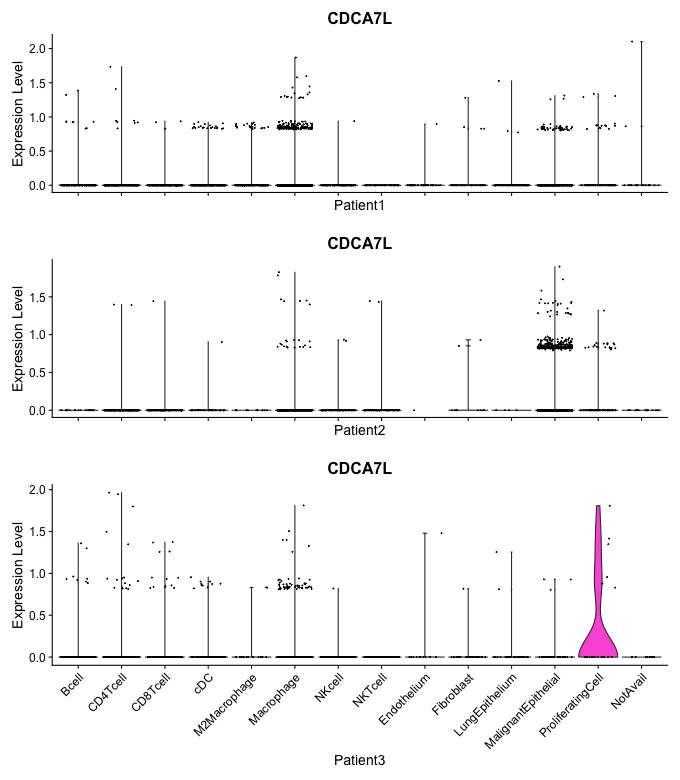 CDCA7L
Expression Level
2.0
1.5
1.0
0.5
0.0
Patient1
CDCA7L
Expression Level
1.5
1.0
0.5
0.0
Patient2
CDCA7L
Expression Level
2.0
1.5
1.0
0.5
0.0
Bcell
CD4Tcell
CD8Tcell
cDC
M2Macrophage
Macrophage
NKcell
NKTcell
Endothelium
Fibroblast
LungEpithelium
MalignantEpithelial
ProliferatingCell
NotAvail
Patient3